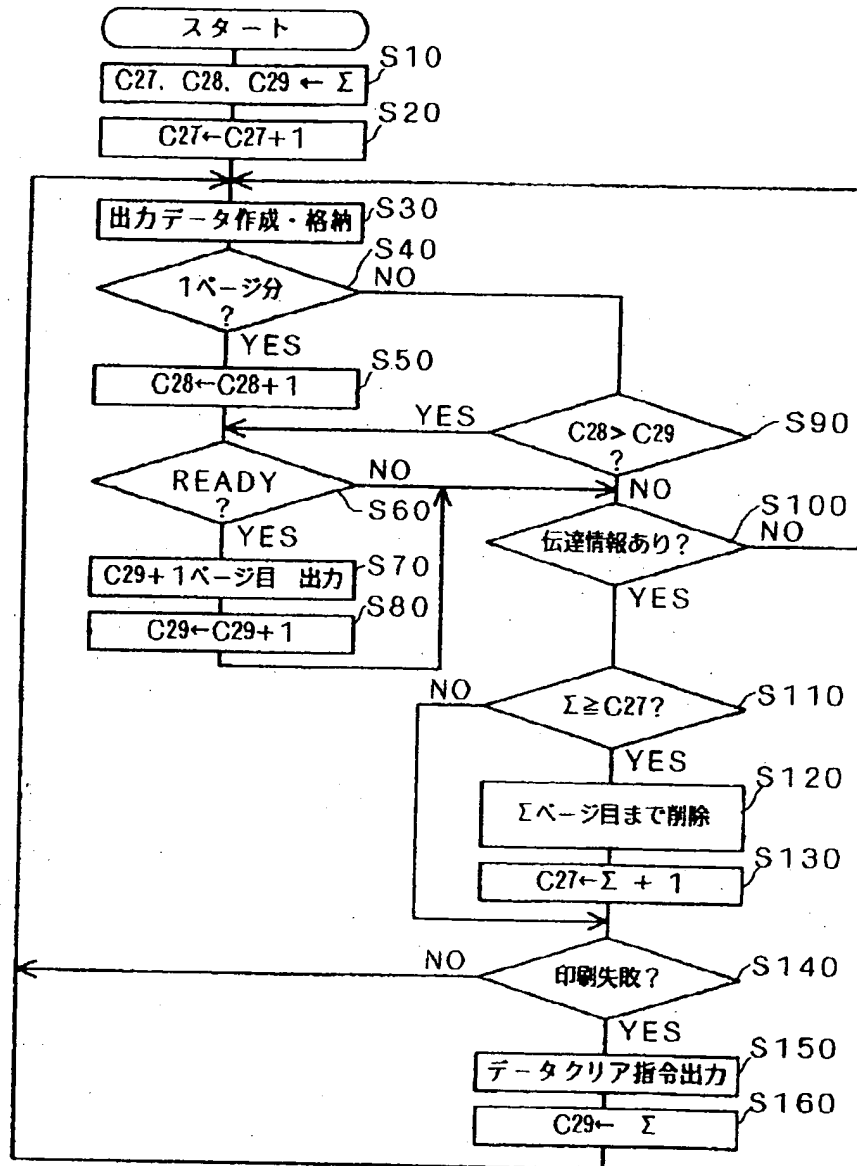 スタート
S10
C27. C28. C29 ← Σ
S20
C27←C27+1
S30
出力データ作成・格納
S40
1ページ分
?
NO
YES
S50
C28←C28+1
YES
C28>C29
?
S90
NO
READY
?
NO
S60
YES
S100
伝達情報あり?
NO
YES
S70
C29+1ページ目 出力
S80
C29←C29+1
NO
Σ≧C27?
S110
YES
S120
Σページ目まで削除
S130
C27←Σ + 1
NO
印刷失敗?
S140
YES
S150
データクリア指令出力
S160
C29← Σ